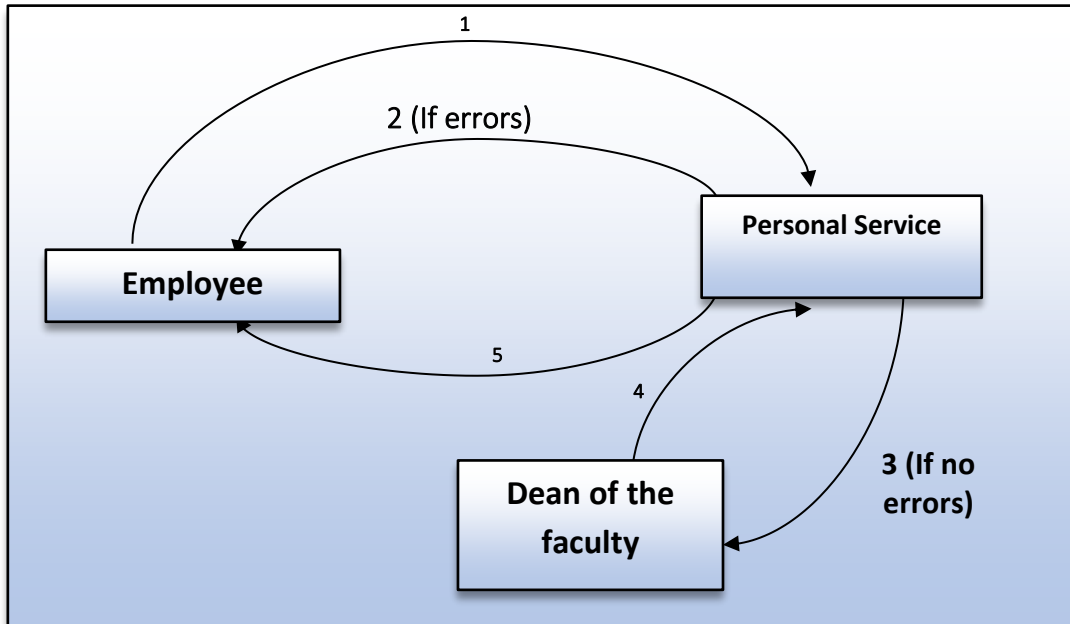 1
2 (If errors)
Personal Service
Employee
5
4
3 (If no
errors)
Dean of the
faculty